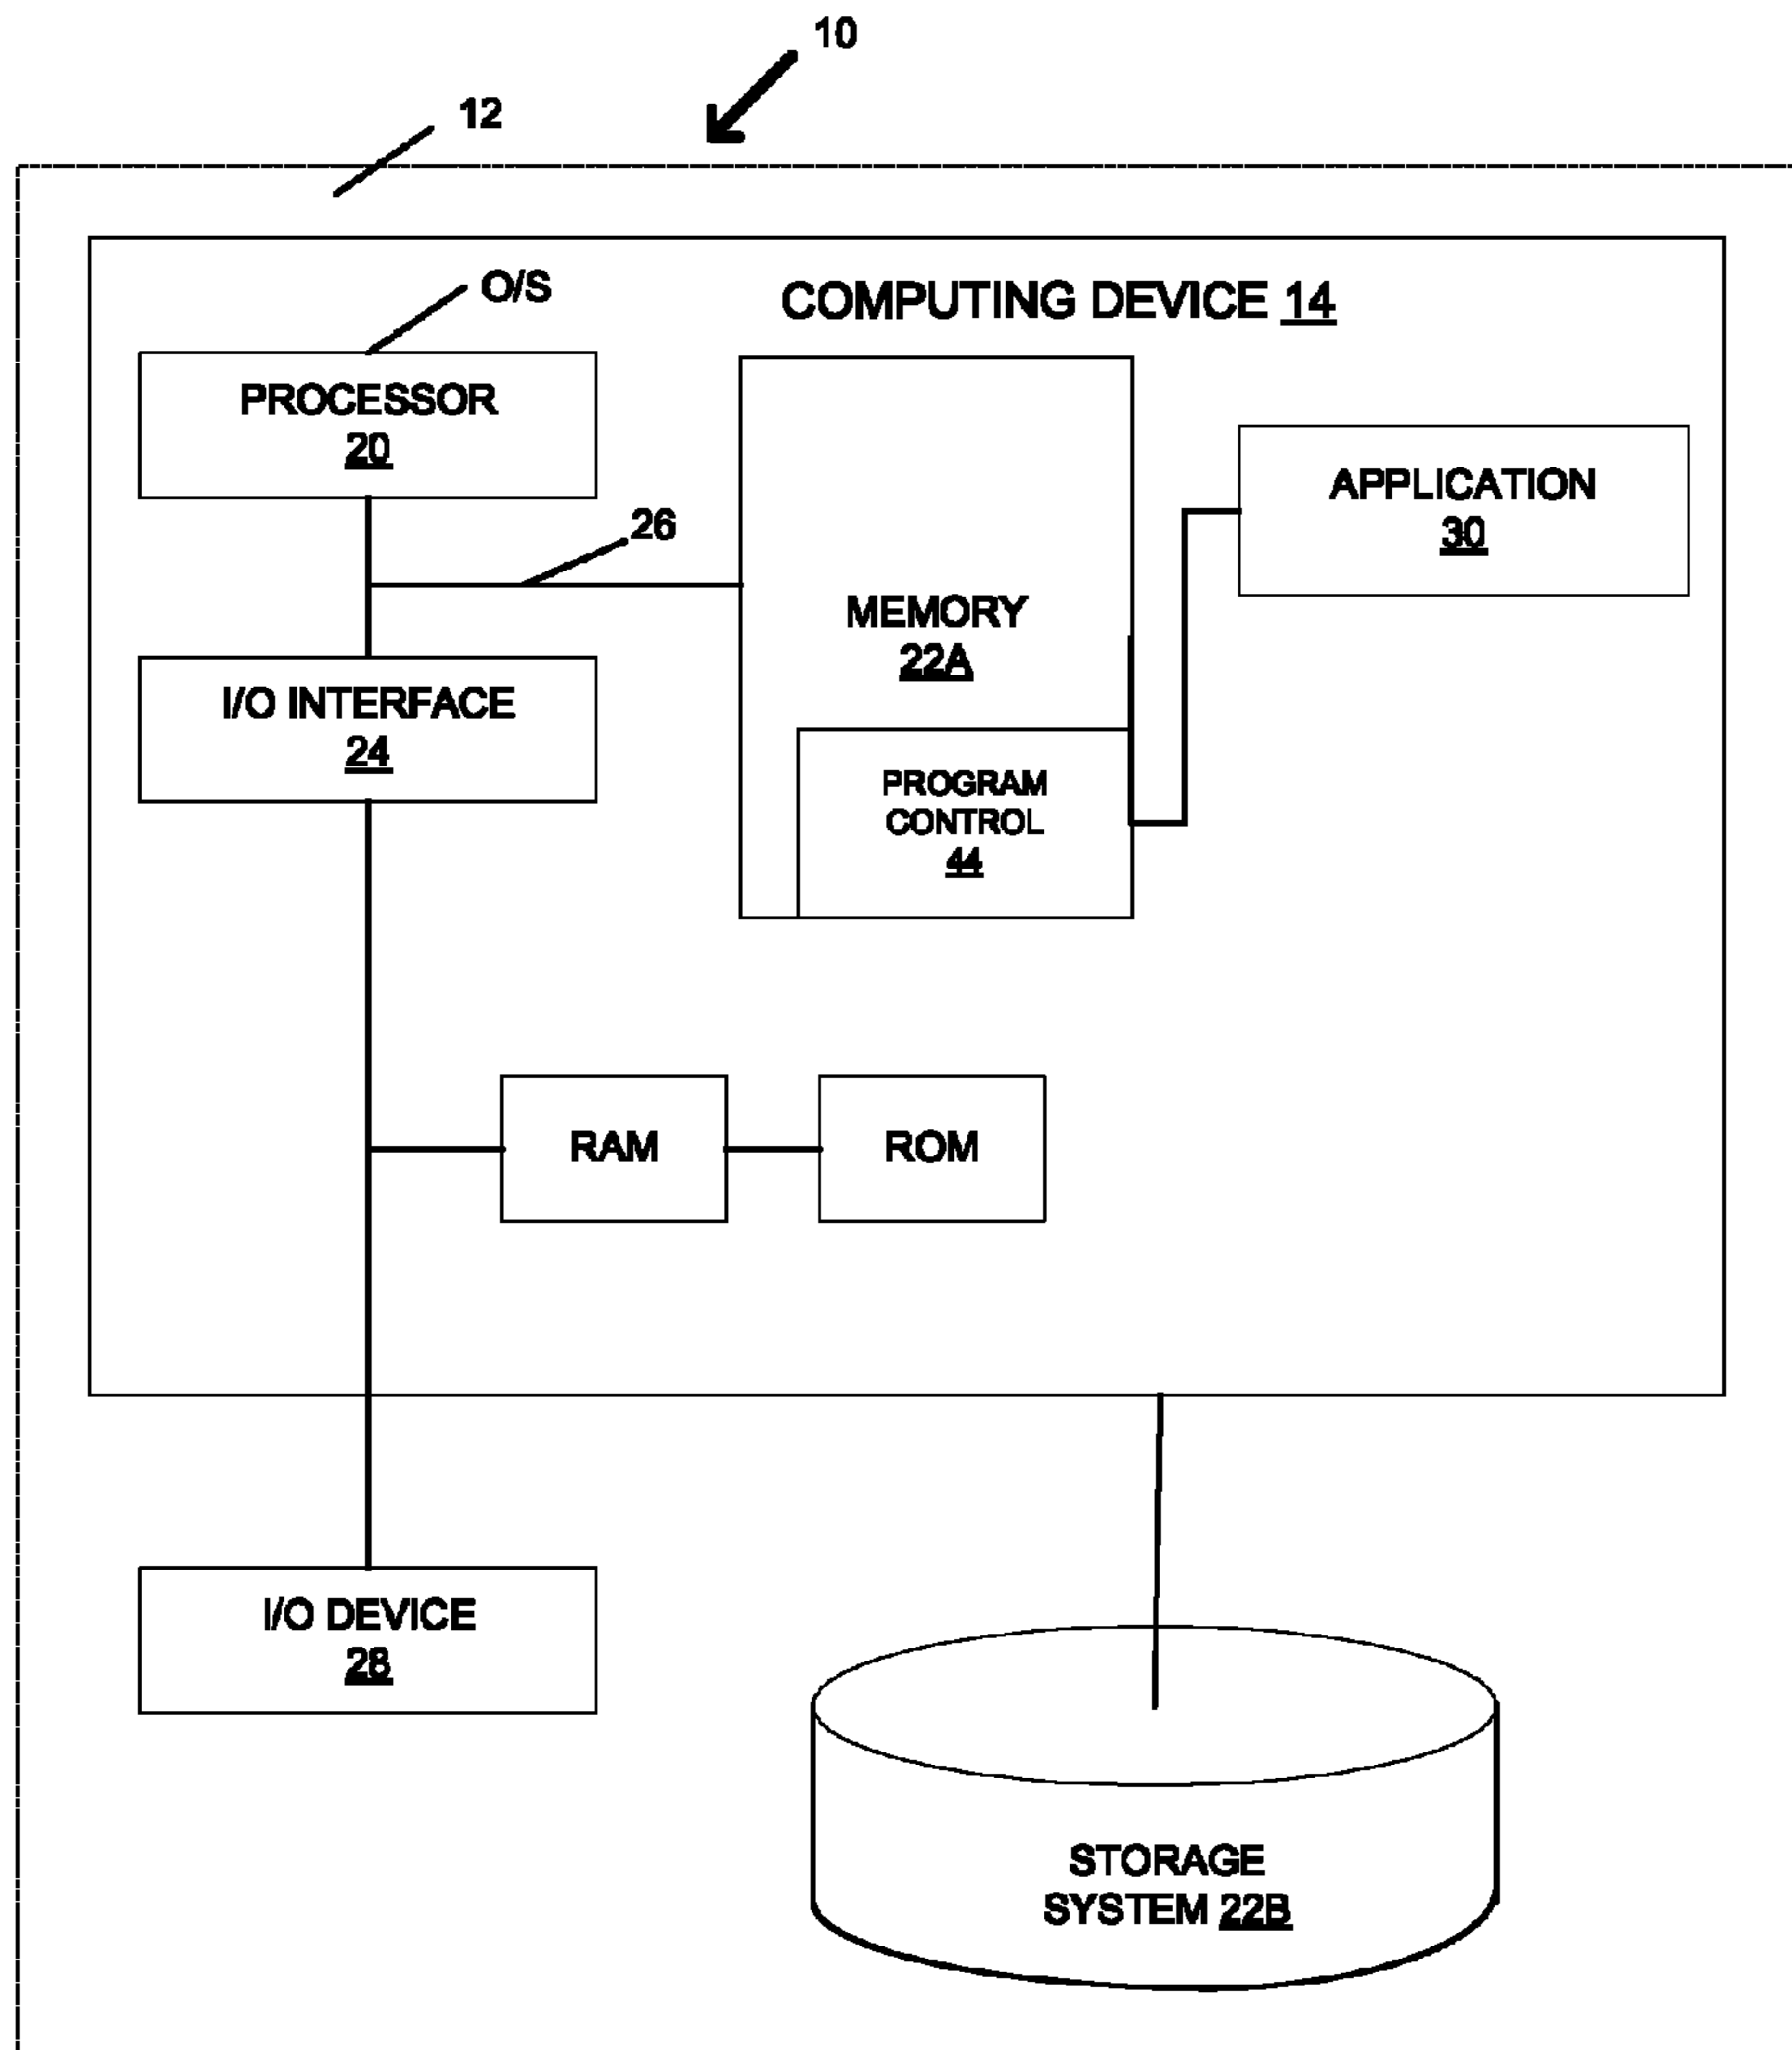 10
12
O/S
COMPUTING DEVICE 14
PROCESSOR
20
26
APPLICATION
30
MEMORY
22A
I/O INTERFACE
24
PROGRAM
CONTROL
44
RAM
ROM
I/O DEVICE
28
STORAGE
SYSTEM 22B